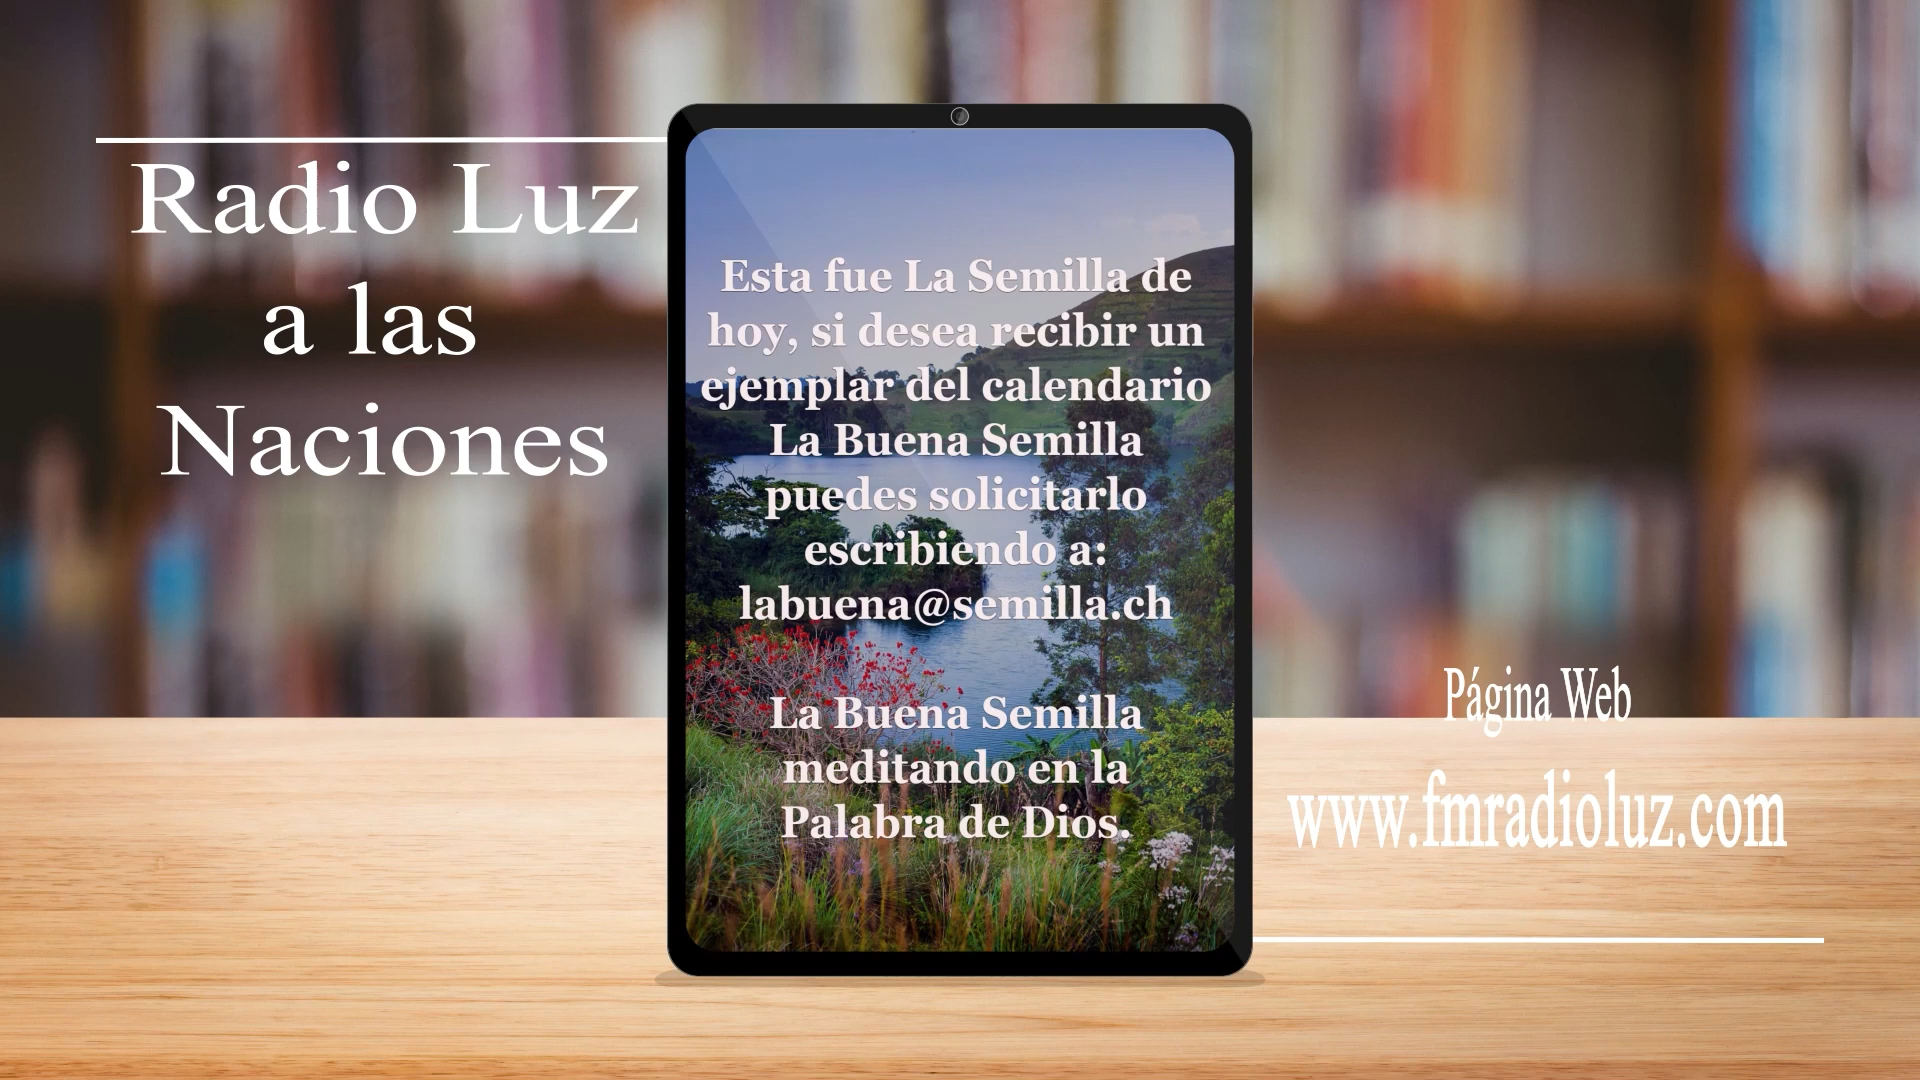 Radio Luz
a las
Naciones
Esta fue La Semilla de
hoy, si desea recibir un
ejemplar del calendario
La Buena Semilla
puedes solicitarlo
escribiendo a:
labuena@semilla.ch
La Buena Semilla
meditando en la
Palabra de Dios.
Página Web
www.fmradioluz.com